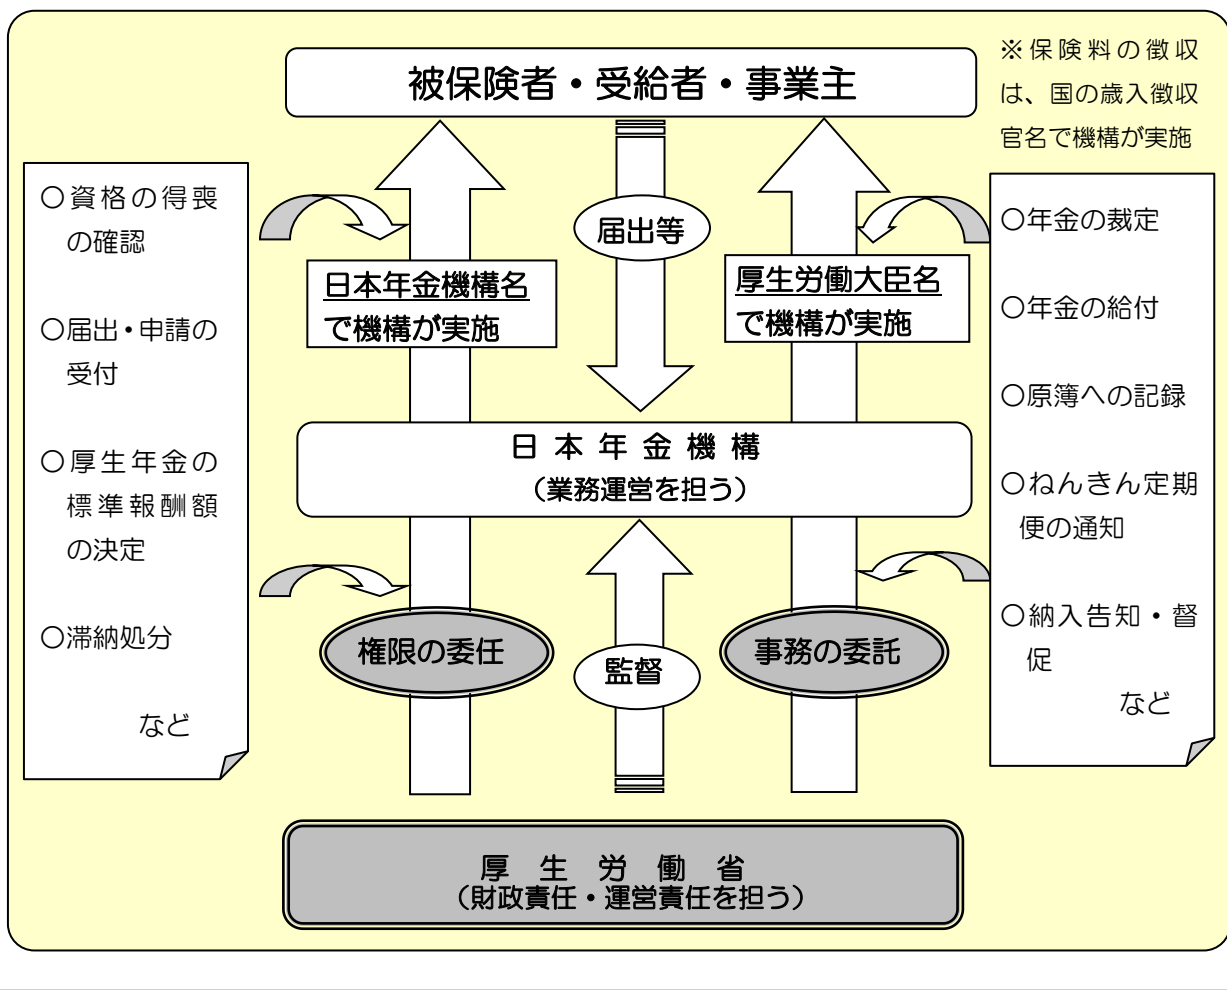 被保険者・受給者・事業主
※保険料の徴収
は、国の歳入徴収
官名で機構が実施
○資格の得喪
の確認
○届出・申請の
受付
○厚生年金の
標準報酬額
の決定
○滞納処分
など
日本年金機構名
で機構が実施
届出等
厚生労働大臣名
で機構が実施
○年金の裁定
○年金の給付
○原簿への記録
○ねんきん定期
便の通知
○納入告知・督
促
など
日本年金機構
（業務運営を担う）
権限の委任
監督
事務の委託
厚生労働省
（財政責任・運営責任を担う）